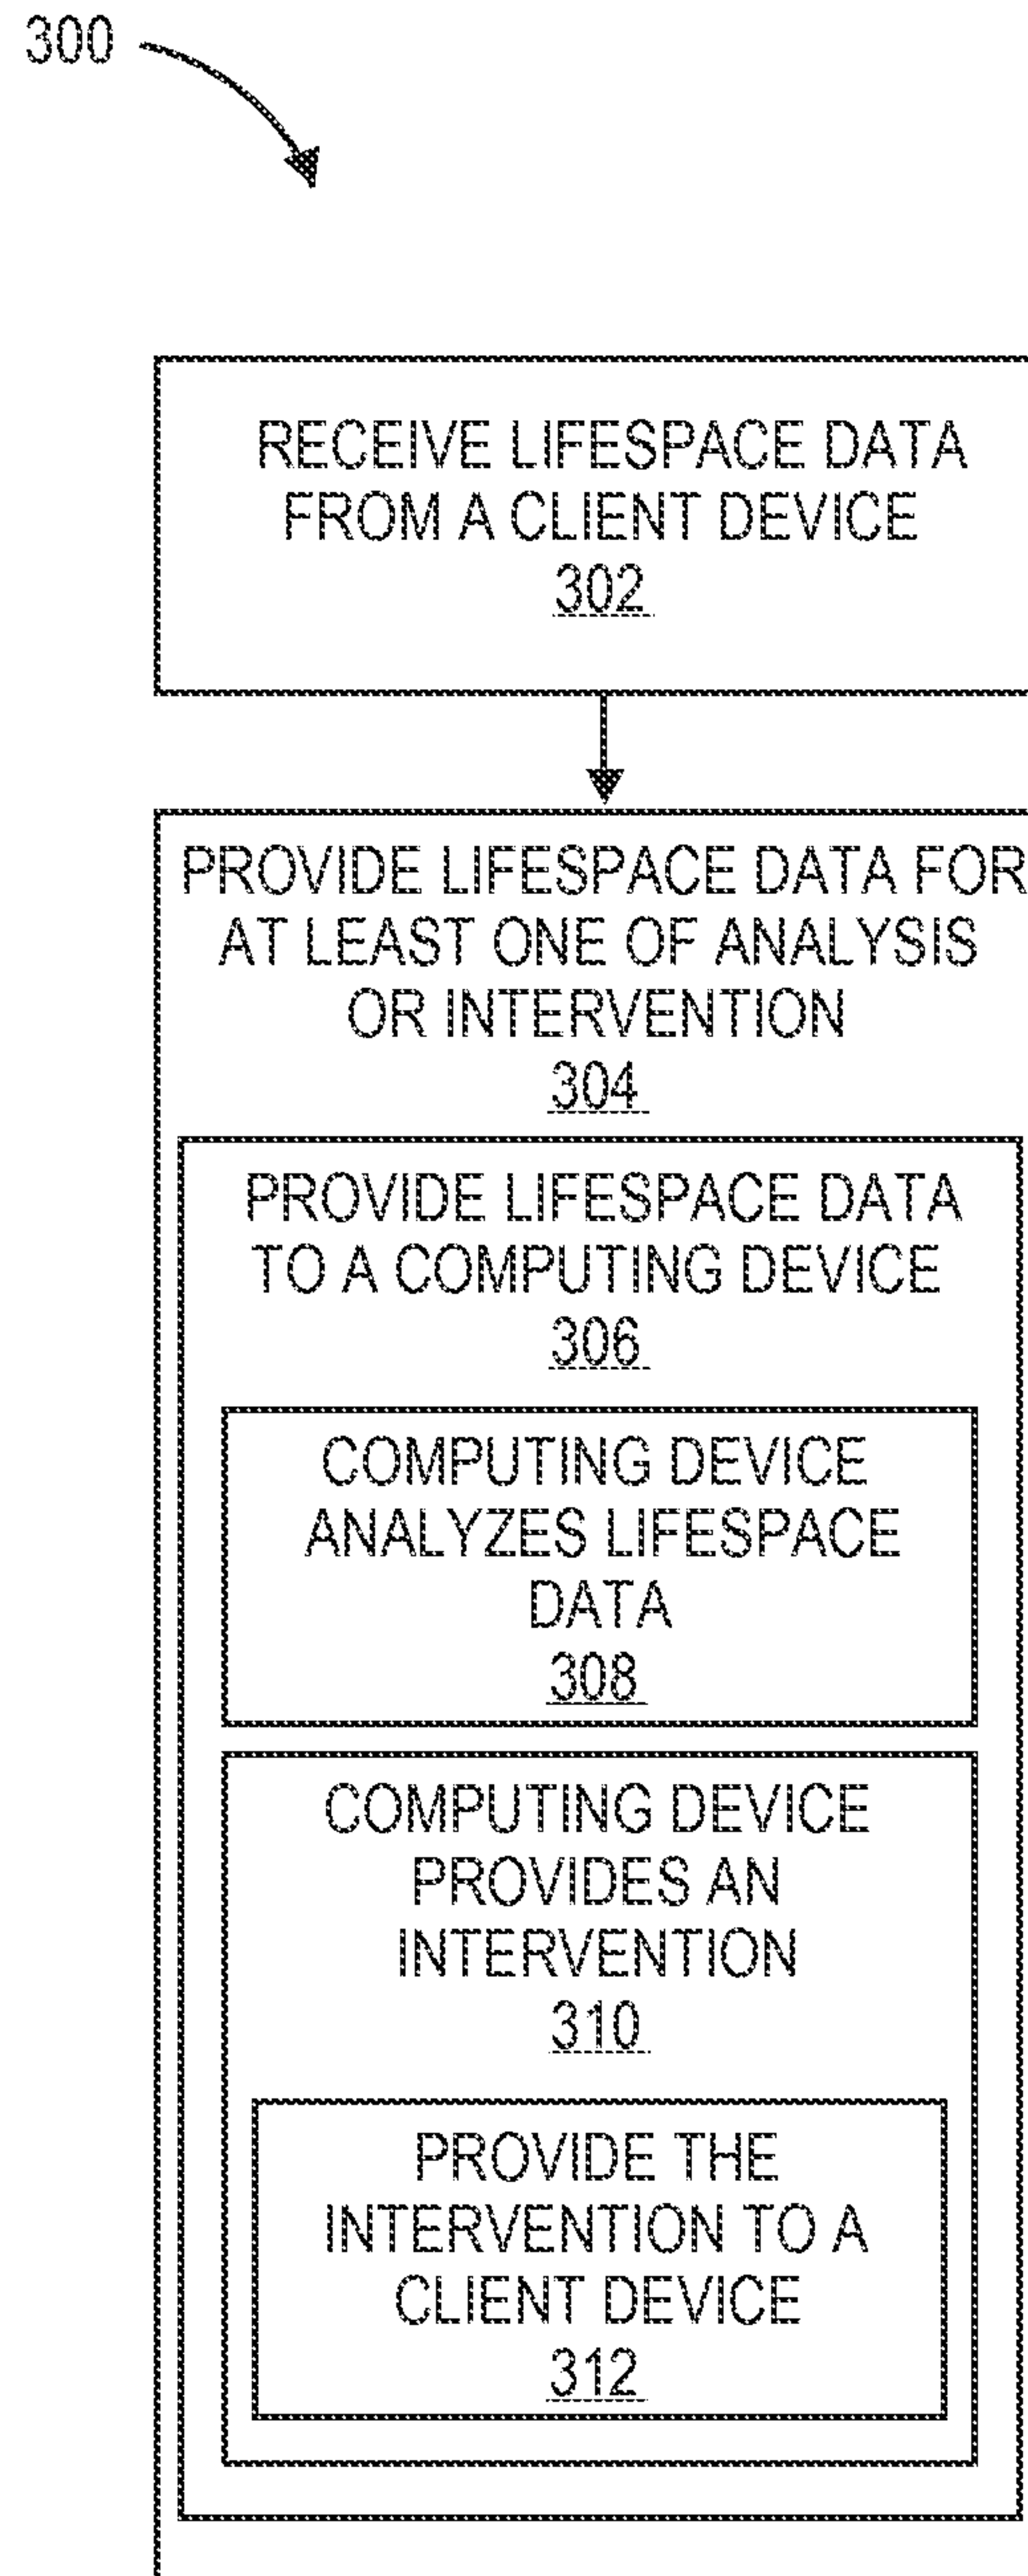 300
RECEIVE LIFESPACE DATA
FROM A CLIENT DEVICE
302
PROVIDE LIFESPACE DATA FOR
AT LEAST ONE OF ANALYSIS
OR INTERVENTION
304
PROVIDE LIFESPACE DATA
TO A COMPUTING DEVICE
306
COMPUTING DEVICE
ANALYZES LIFESPACE
DATA
308
COMPUTING DEVICE
PROVIDES AN
INTERVENTION
310
PROVIDE THE
INTERVENTION TO A
CLIENT DEVICE
312